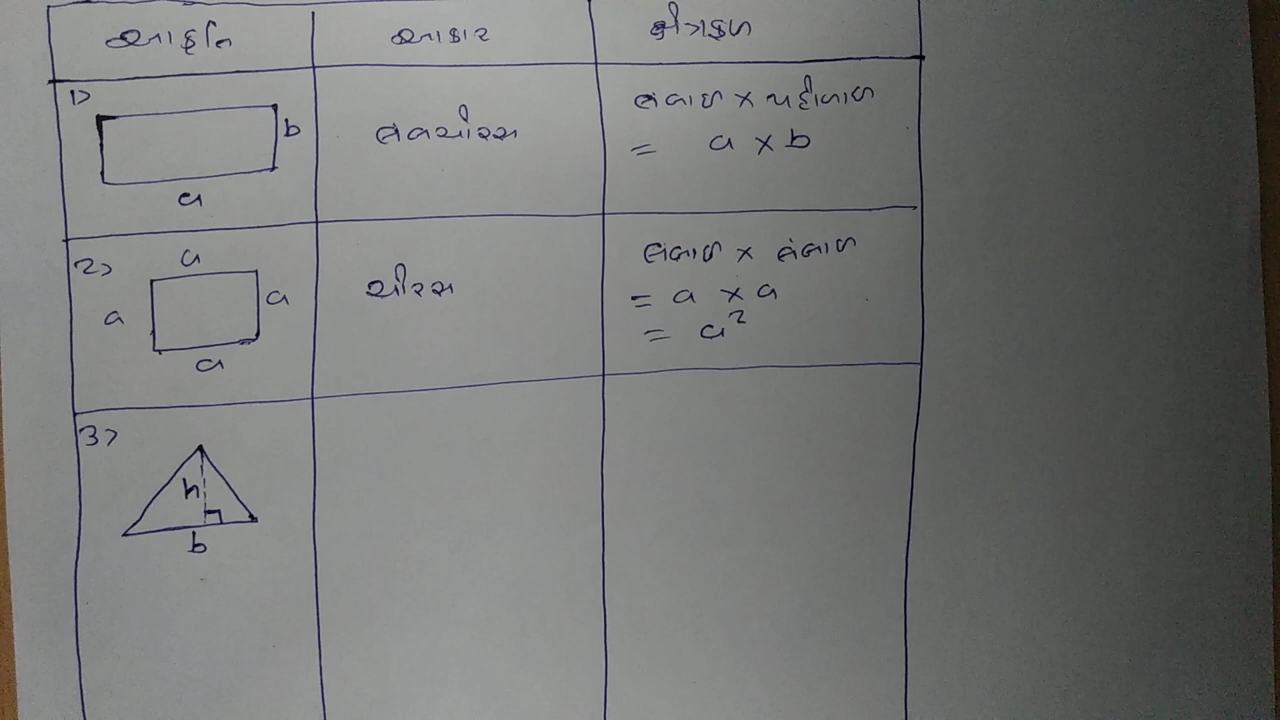 આકૃતિ આકાર ક્ષેત્રફળ
1>
b
a
લંબચોરસ
લંબાઇ × પહોળાઇ
= a × b
2>
a
a
a
a
ચોરસ
લંબાઇ × લંબાઇ
= a × a
= a²
3>
h
b